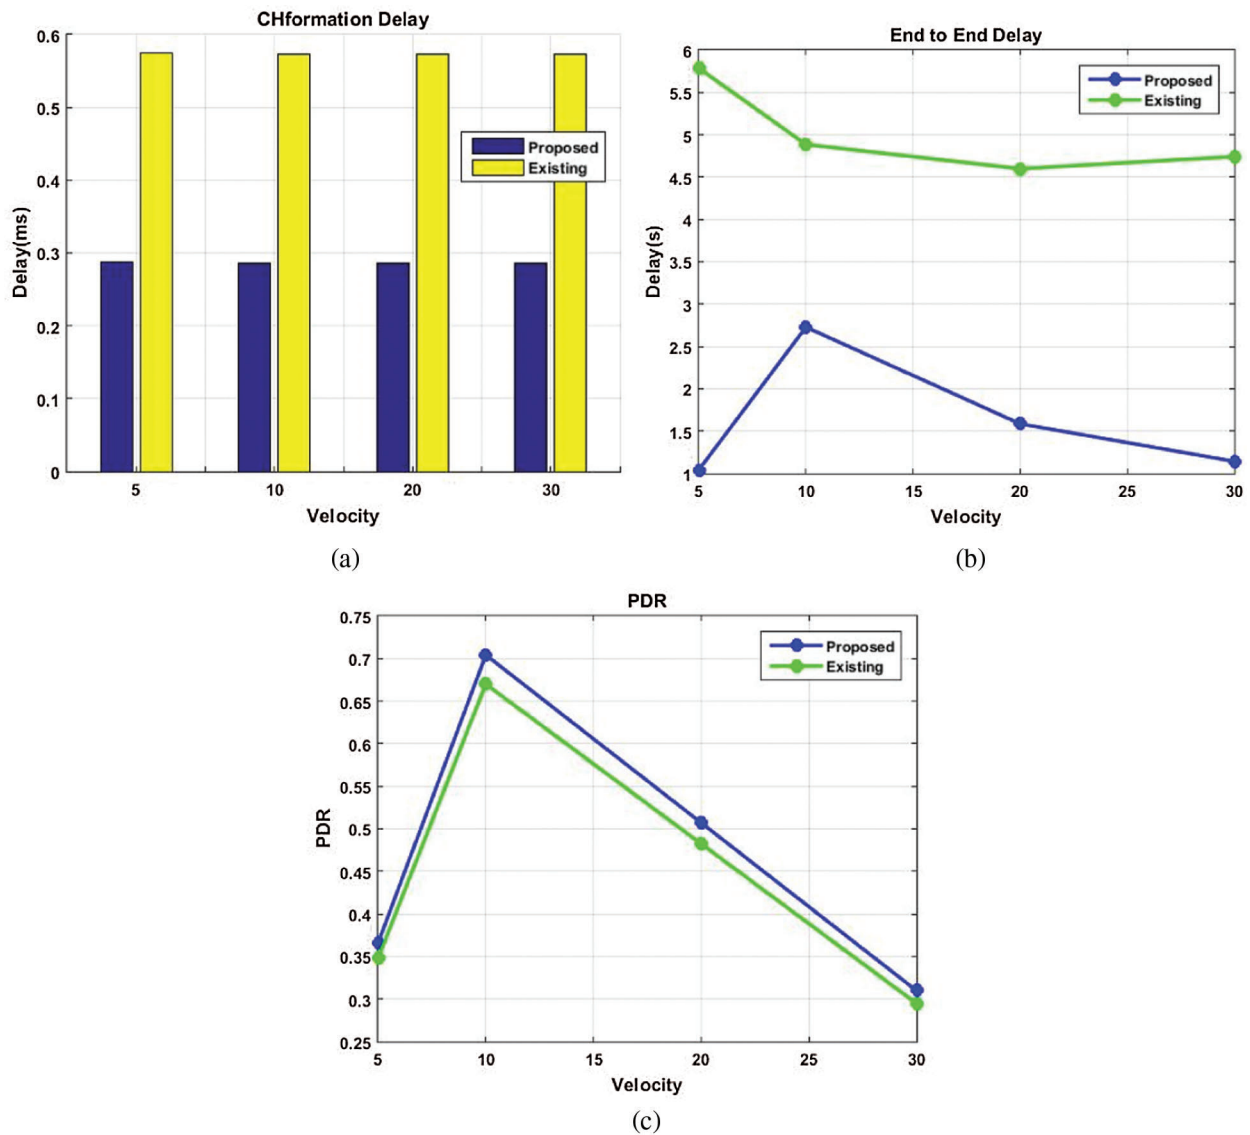 CHformation Delay
0.6
0.5
0.4
0.3
0.2
0.1
0
Delay(ms)
Proposed
Existing
5 10 20 30
Velocity
(a)
End to End Delay
6
5.5
5
4.5
4
3.5
3
2.5
2
1.5
1
Delay(s)
Proposed
Existing
5 10 15 20 25 30
Velocity
(b)
PDR
0.75
0.7
0.65
0.6
0.55
0.5
0.45
0.4
0.35
0.3
0.25
PDR
Proposed
Existing
5 10 15 20 25 30
Velocity
(c)